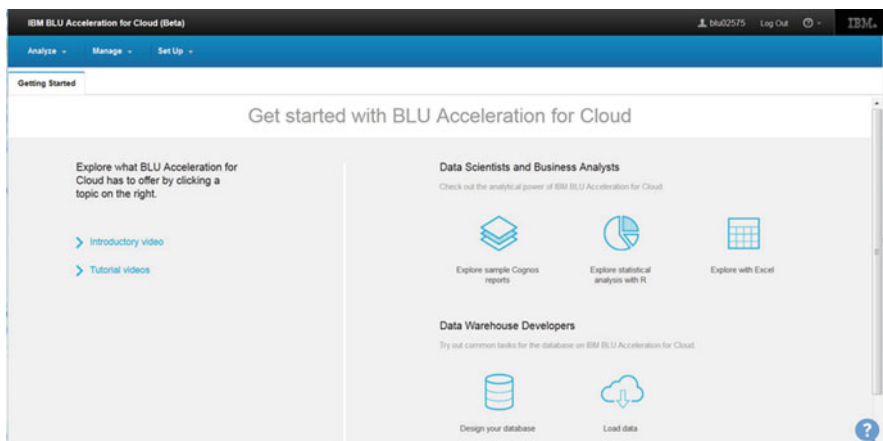 IBM BLU Acceleration for Cloud (Beta)
blu02575 Log Out
IBM
Analyze Manage Set Up
Getting Started
Get started with BLU Acceleration for Cloud
Explore what BLU Acceleration for
Cloud has to offer by clicking a
topic on the right.
Introductory video
Tutorial videos
Data Scientists and Business Analysts
Check out the analytical power of IBM BLU Acceleration for Cloud
Explore sample Cognos
reports
Explore statistical
analysis with R
Explore with Excel
Data Warehouse Developers
Try out common tasks for the database on IBM BLU Acceleration for Cloud.
Design your database
Load data
?